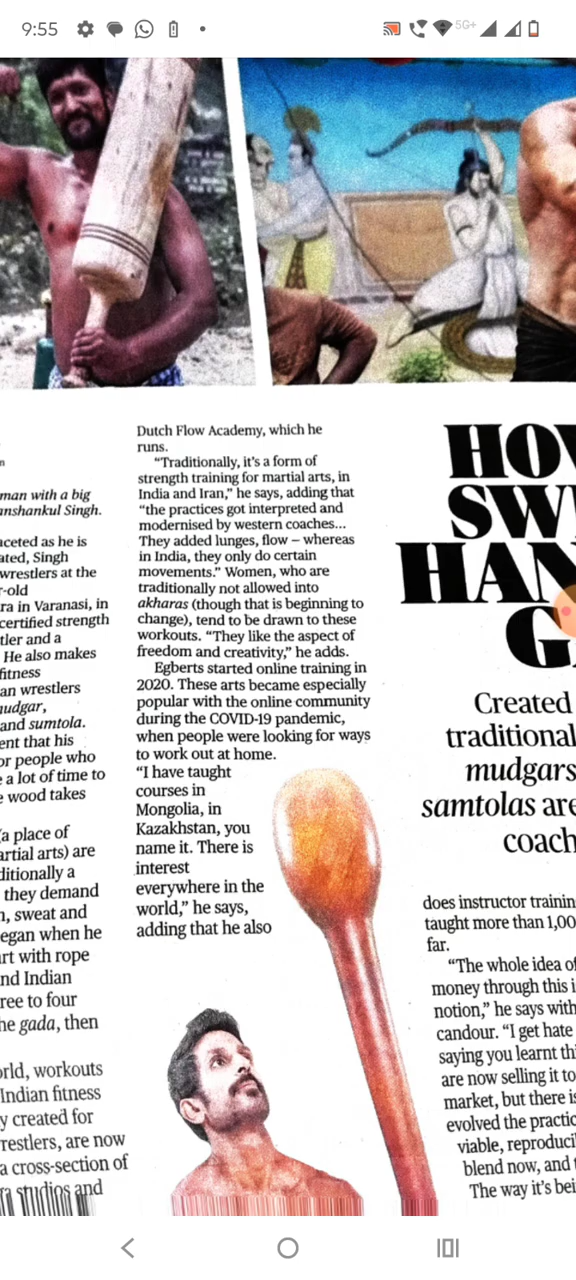 9:55
5G+
n
man with a big
anshankul Singh.
aceted as he is
ated, Singh
wrestlers at the
r-old
ra in Varanasi, in
certified strength
tler and a
He also makes
fitness
an wrestlers
nudgar,
and sumtola.
ent that his
or people who
a lot of time to
e wood takes
(a place of
artial arts) are
ditionally a
they demand
n, sweat and
egan when he
art with rope
nd Indian
ree to four
he gada, then
orld, workouts
Indian fitness
y created for
restlers, are now
a cross-section of
ra studios and
Dutch Flow Academy, which he
runs.
“Traditionally, it’s a form of
strength training for martial arts, in
India and Iran,” he says, adding that
“the practices got interpreted and
modernised by western coaches...
They added lunges, flow – whereas
in India, they only do certain
movements.” Women, who are
traditionally not allowed into
akharas (though that is beginning to
change), tend to be drawn to these
workouts. “They like the aspect of
freedom and creativity,” he adds.
Egberts started online training in
2020. These arts became especially
popular with the online community
during the COVID-19 pandemic,
when people were looking for ways
to work out at home.
“I have taught
courses in
Mongolia, in
Kazakhstan, you
name it. There is
interest
everywhere in the
world,” he says,
adding that he also
HOW
SW
HAN
G
Created
traditional
mudgars
samtolas are
coach
does instructor trainin
taught more than 1,00
far.
“The whole idea of
money through this i
notion,” he says with
candour. “I get hate
saying you learnt thi
are now selling it to
market, but there is
evolved the practic
viable, reproduci
blend now, and t
The way it’s bei